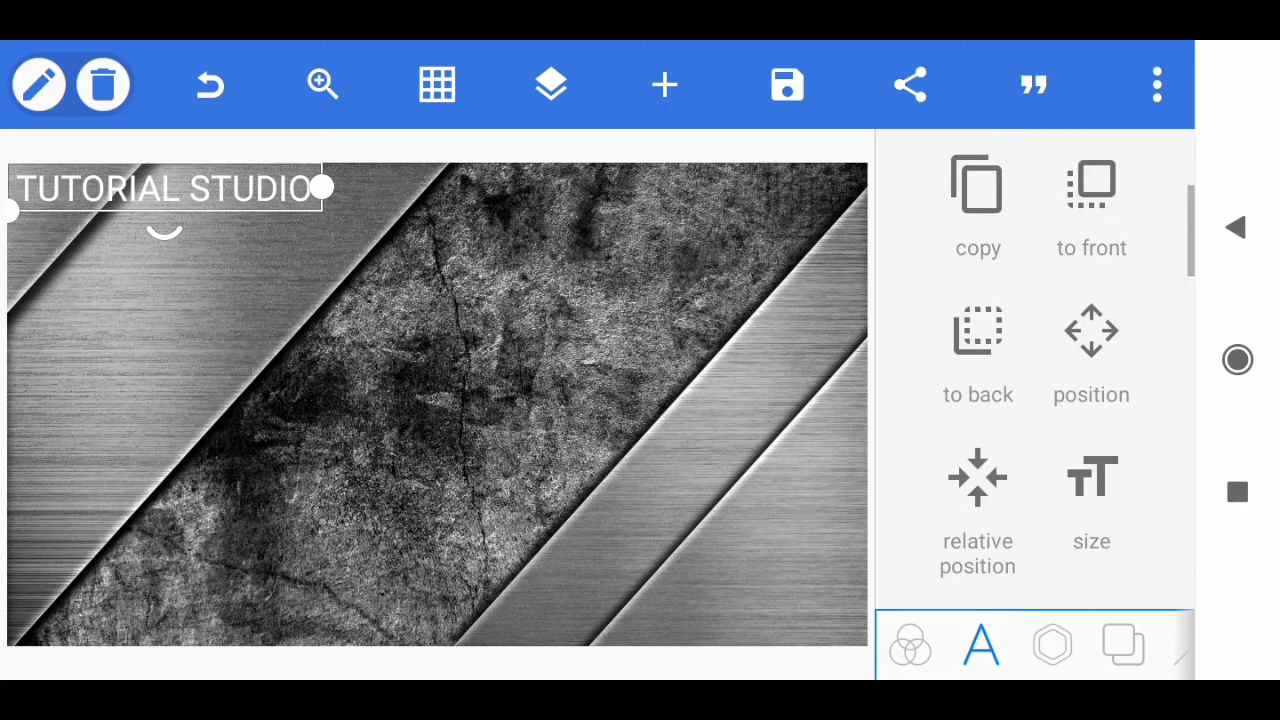 TUTORIAL STUDIO
copy
to front
to back
position
relative
position
size